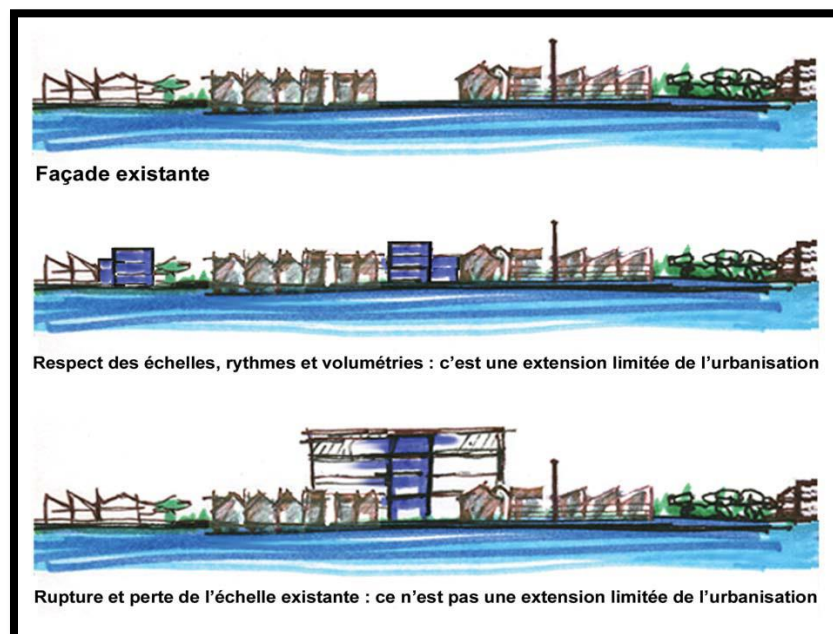 Façade existante
Respect des échelles, rythmes et volumétries : c'est une extension limitée de l'urbanisation
Rupture et perte de l'échelle existante : ce n'est pas une extension limitée de l'urbanisation